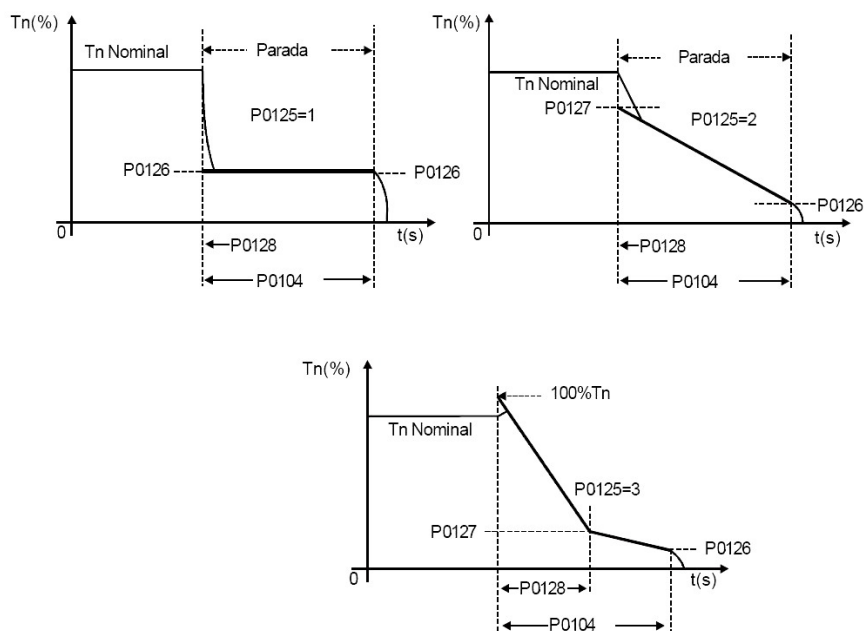 Tn(%)
Tn Nominal
Parada
P0125=1
P0126
P0126
0
t(s)
P0128
P0104
Tn(%)
Parada
Tn Nominal
P0127
P0125=2
P0126
0
t(s)
P0128
P0104
Tn(%)
100%Tn
Tn Nominal
P0125=3
P0127
P0126
0
t(s)
P0128
P0104